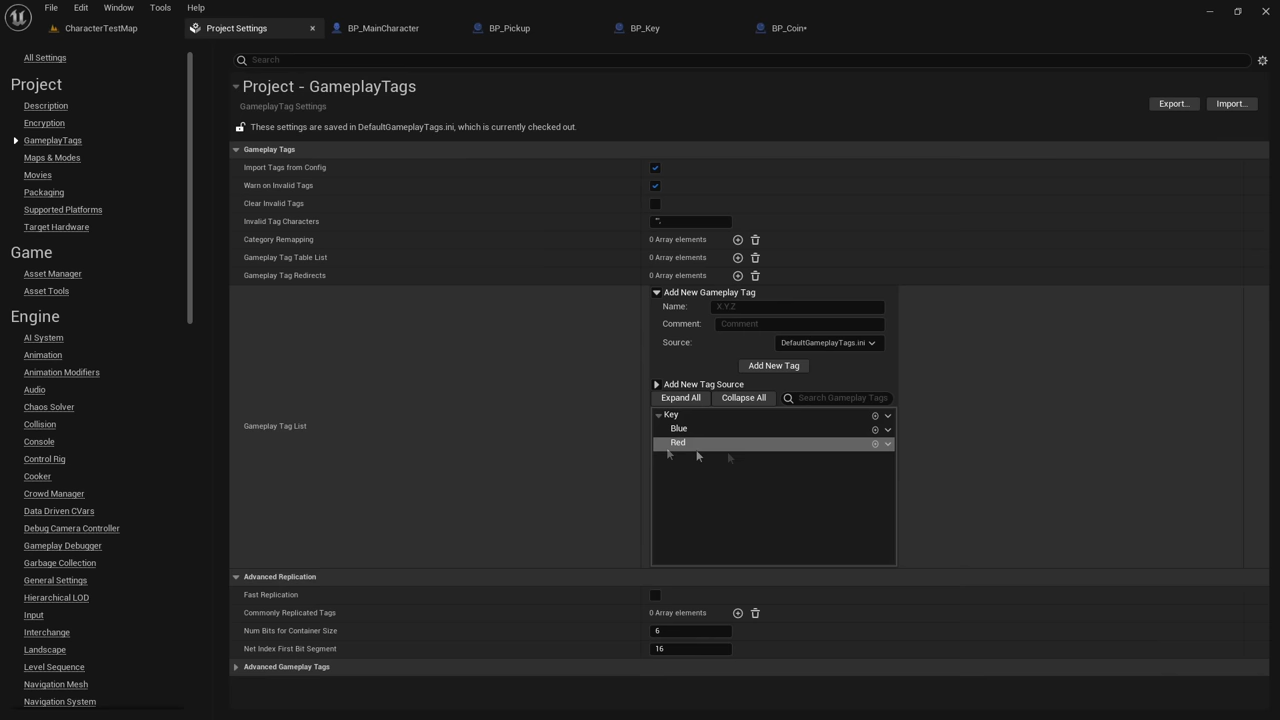 File Edit Window Tools Help
CharacterTestMap Project Settings × BP_MainCharacter BP_Pickup BP_Key BP_Coin*
All Settings
Project
Description
Encryption
GameplayTags
Maps & Modes
Movies
Packaging
Supported Platforms
Target Hardware
Game
Asset Manager
Asset Tools
Engine
AI System
Animation
Animation Modifiers
Audio
Chaos Solver
Collision
Console
Control Rig
Cooker
Crowd Manager
Data Driven CVars
Debug Camera Controller
Gameplay Debugger
Garbage Collection
General Settings
Hierarchical LOD
Input
Interchange
Landscape
Level Sequence
Navigation Mesh
Navigation System
Search
Project - GameplayTags
GameplayTag Settings
Export... Import...
These settings are saved in DefaultGameplayTags.ini, which is currently checked out.
Gameplay Tags
Import Tags from Config
Warn on Invalid Tags
Clear Invalid Tags
Invalid Tag Characters "',
Category Remapping 0 Array elements
Gameplay Tag Table List 0 Array elements
Gameplay Tag Redirects 0 Array elements
Gameplay Tag List
Add New Gameplay Tag
Name: X.Y.Z
Comment: Comment
Source: DefaultGameplayTags.ini
Add New Tag
Add New Tag Source
Expand All Collapse All Search Gameplay Tags
Key
Blue
Red
Advanced Replication
Fast Replication
Commonly Replicated Tags 0 Array elements
Num Bits for Container Size 6
Net Index First Bit Segment 16
Advanced Gameplay Tags